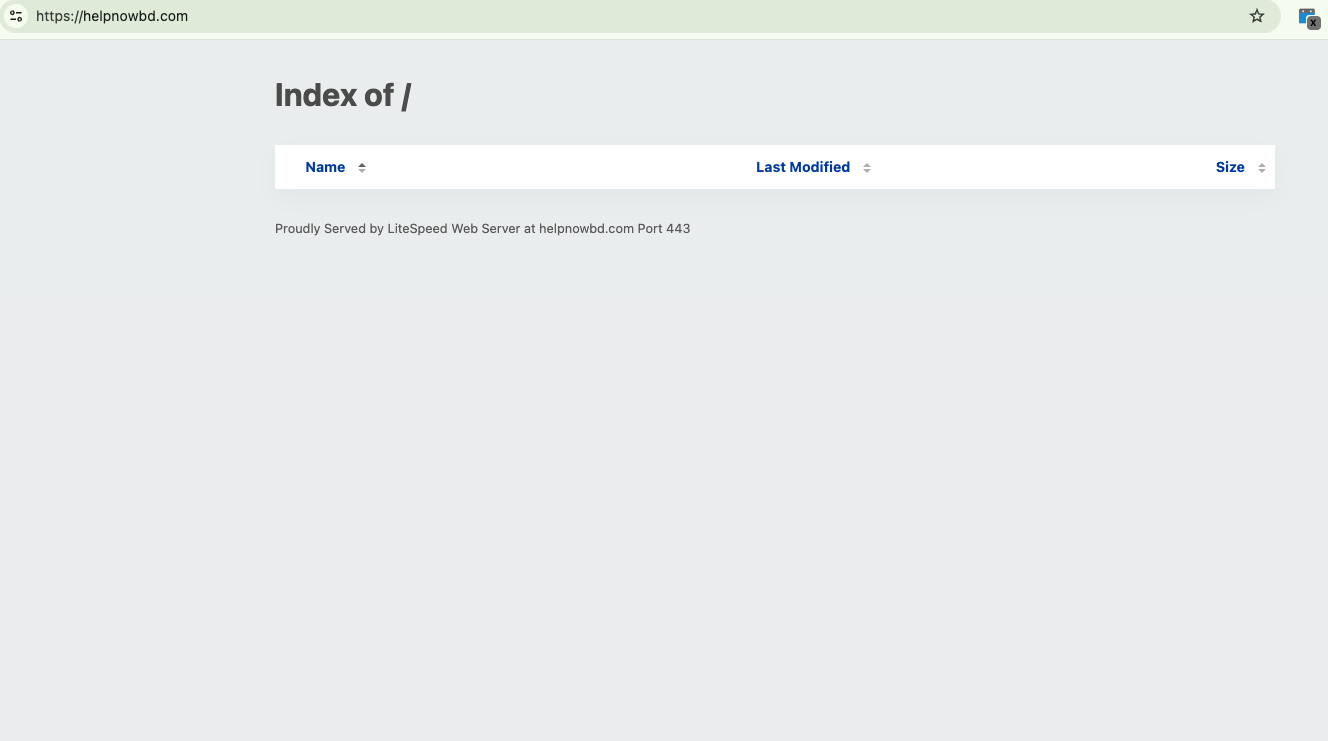 https://helpnowbd.com
x
Index of /
Name Last Modified Size
Proudly Served by LiteSpeed Web Server at helpnowbd.com Port 443